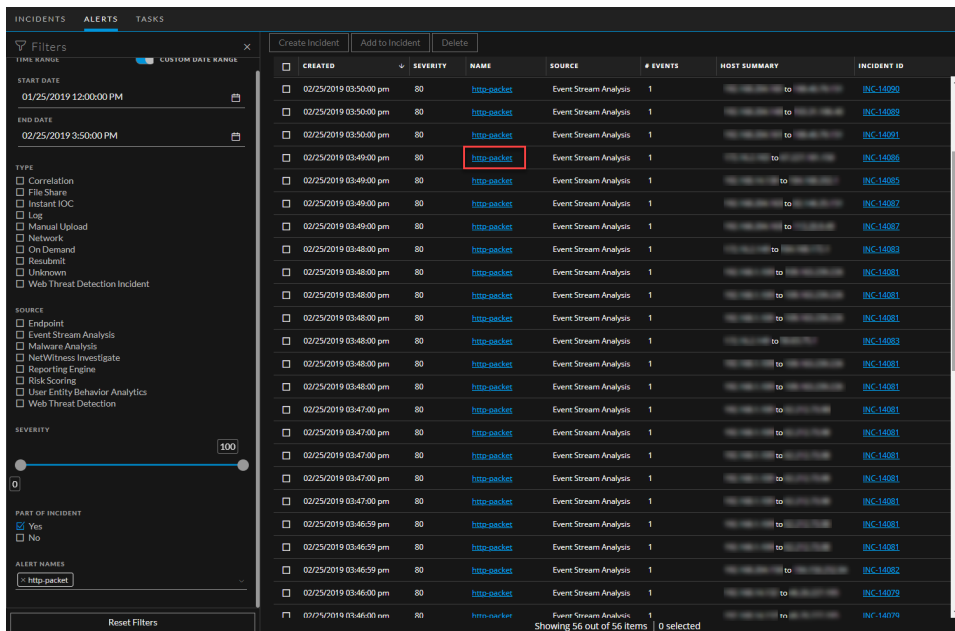 INCIDENTS ALERTS TASKS
Filters
TIME RANGE CUSTOM DATE RANGE
START DATE
01/25/2019 12:00:00 PM
END DATE
02/25/2019 3:50:00 PM
TYPE
Correlation
File Share
Instant IOC
Log
Manual Upload
Network
On Demand
Resubmit
Unknown
Web Threat Detection Incident
SOURCE
Endpoint
Event Stream Analysis
Malware Analysis
NetWitness Investigate
Reporting Engine
Risk Scoring
User Entity Behavior Analytics
Web Threat Detection
SEVERITY
100
0
PART OF INCIDENT
Yes
No
ALERT NAMES
× http-packet
Reset Filters
Create Incident Add to Incident Delete
CREATED SEVERITY NAME SOURCE # EVENTS HOST SUMMARY INCIDENT ID
02/25/2019 03:50:00 pm 80 http-packet Event Stream Analysis 1 to INC-14090
02/25/2019 03:50:00 pm 80 http-packet Event Stream Analysis 1 to INC-14089
02/25/2019 03:50:00 pm 80 http-packet Event Stream Analysis 1 to INC-14091
02/25/2019 03:49:00 pm 80 http-packet Event Stream Analysis 1 to INC-14086
02/25/2019 03:49:00 pm 80 http-packet Event Stream Analysis 1 to INC-14085
02/25/2019 03:49:00 pm 80 http-packet Event Stream Analysis 1 to INC-14087
02/25/2019 03:49:00 pm 80 http-packet Event Stream Analysis 1 to INC-14087
02/25/2019 03:48:00 pm 80 http-packet Event Stream Analysis 1 to INC-14083
02/25/2019 03:48:00 pm 80 http-packet Event Stream Analysis 1 to INC-14081
02/25/2019 03:48:00 pm 80 http-packet Event Stream Analysis 1 to INC-14081
02/25/2019 03:48:00 pm 80 http-packet Event Stream Analysis 1 to INC-14081
02/25/2019 03:48:00 pm 80 http-packet Event Stream Analysis 1 to INC-14083
02/25/2019 03:48:00 pm 80 http-packet Event Stream Analysis 1 to INC-14081
02/25/2019 03:48:00 pm 80 http-packet Event Stream Analysis 1 to INC-14081
02/25/2019 03:47:00 pm 80 http-packet Event Stream Analysis 1 to INC-14081
02/25/2019 03:47:00 pm 80 http-packet Event Stream Analysis 1 to INC-14081
02/25/2019 03:47:00 pm 80 http-packet Event Stream Analysis 1 to INC-14081
02/25/2019 03:47:00 pm 80 http-packet Event Stream Analysis 1 to INC-14081
02/25/2019 03:47:00 pm 80 http-packet Event Stream Analysis 1 to INC-14081
02/25/2019 03:46:59 pm 80 http-packet Event Stream Analysis 1 to INC-14081
02/25/2019 03:46:59 pm 80 http-packet Event Stream Analysis 1 to INC-14081
02/25/2019 03:46:59 pm 80 http-packet Event Stream Analysis 1 to INC-14082
02/25/2019 03:46:00 pm 80 http-packet Event Stream Analysis 1 to INC-14079
02/25/2019 03:46:00 pm 80 http-packet Event Stream Analysis 1 to INC-14079
Showing 56 out of 56 items | 0 selected